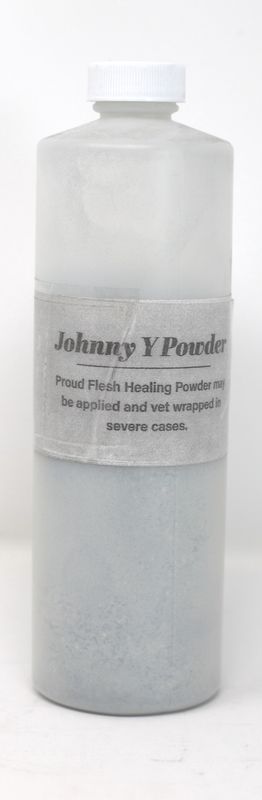 Johnny Y Powder
Proud Flesh Healing Powder may
be applied and vet wrapped in
severe cases.